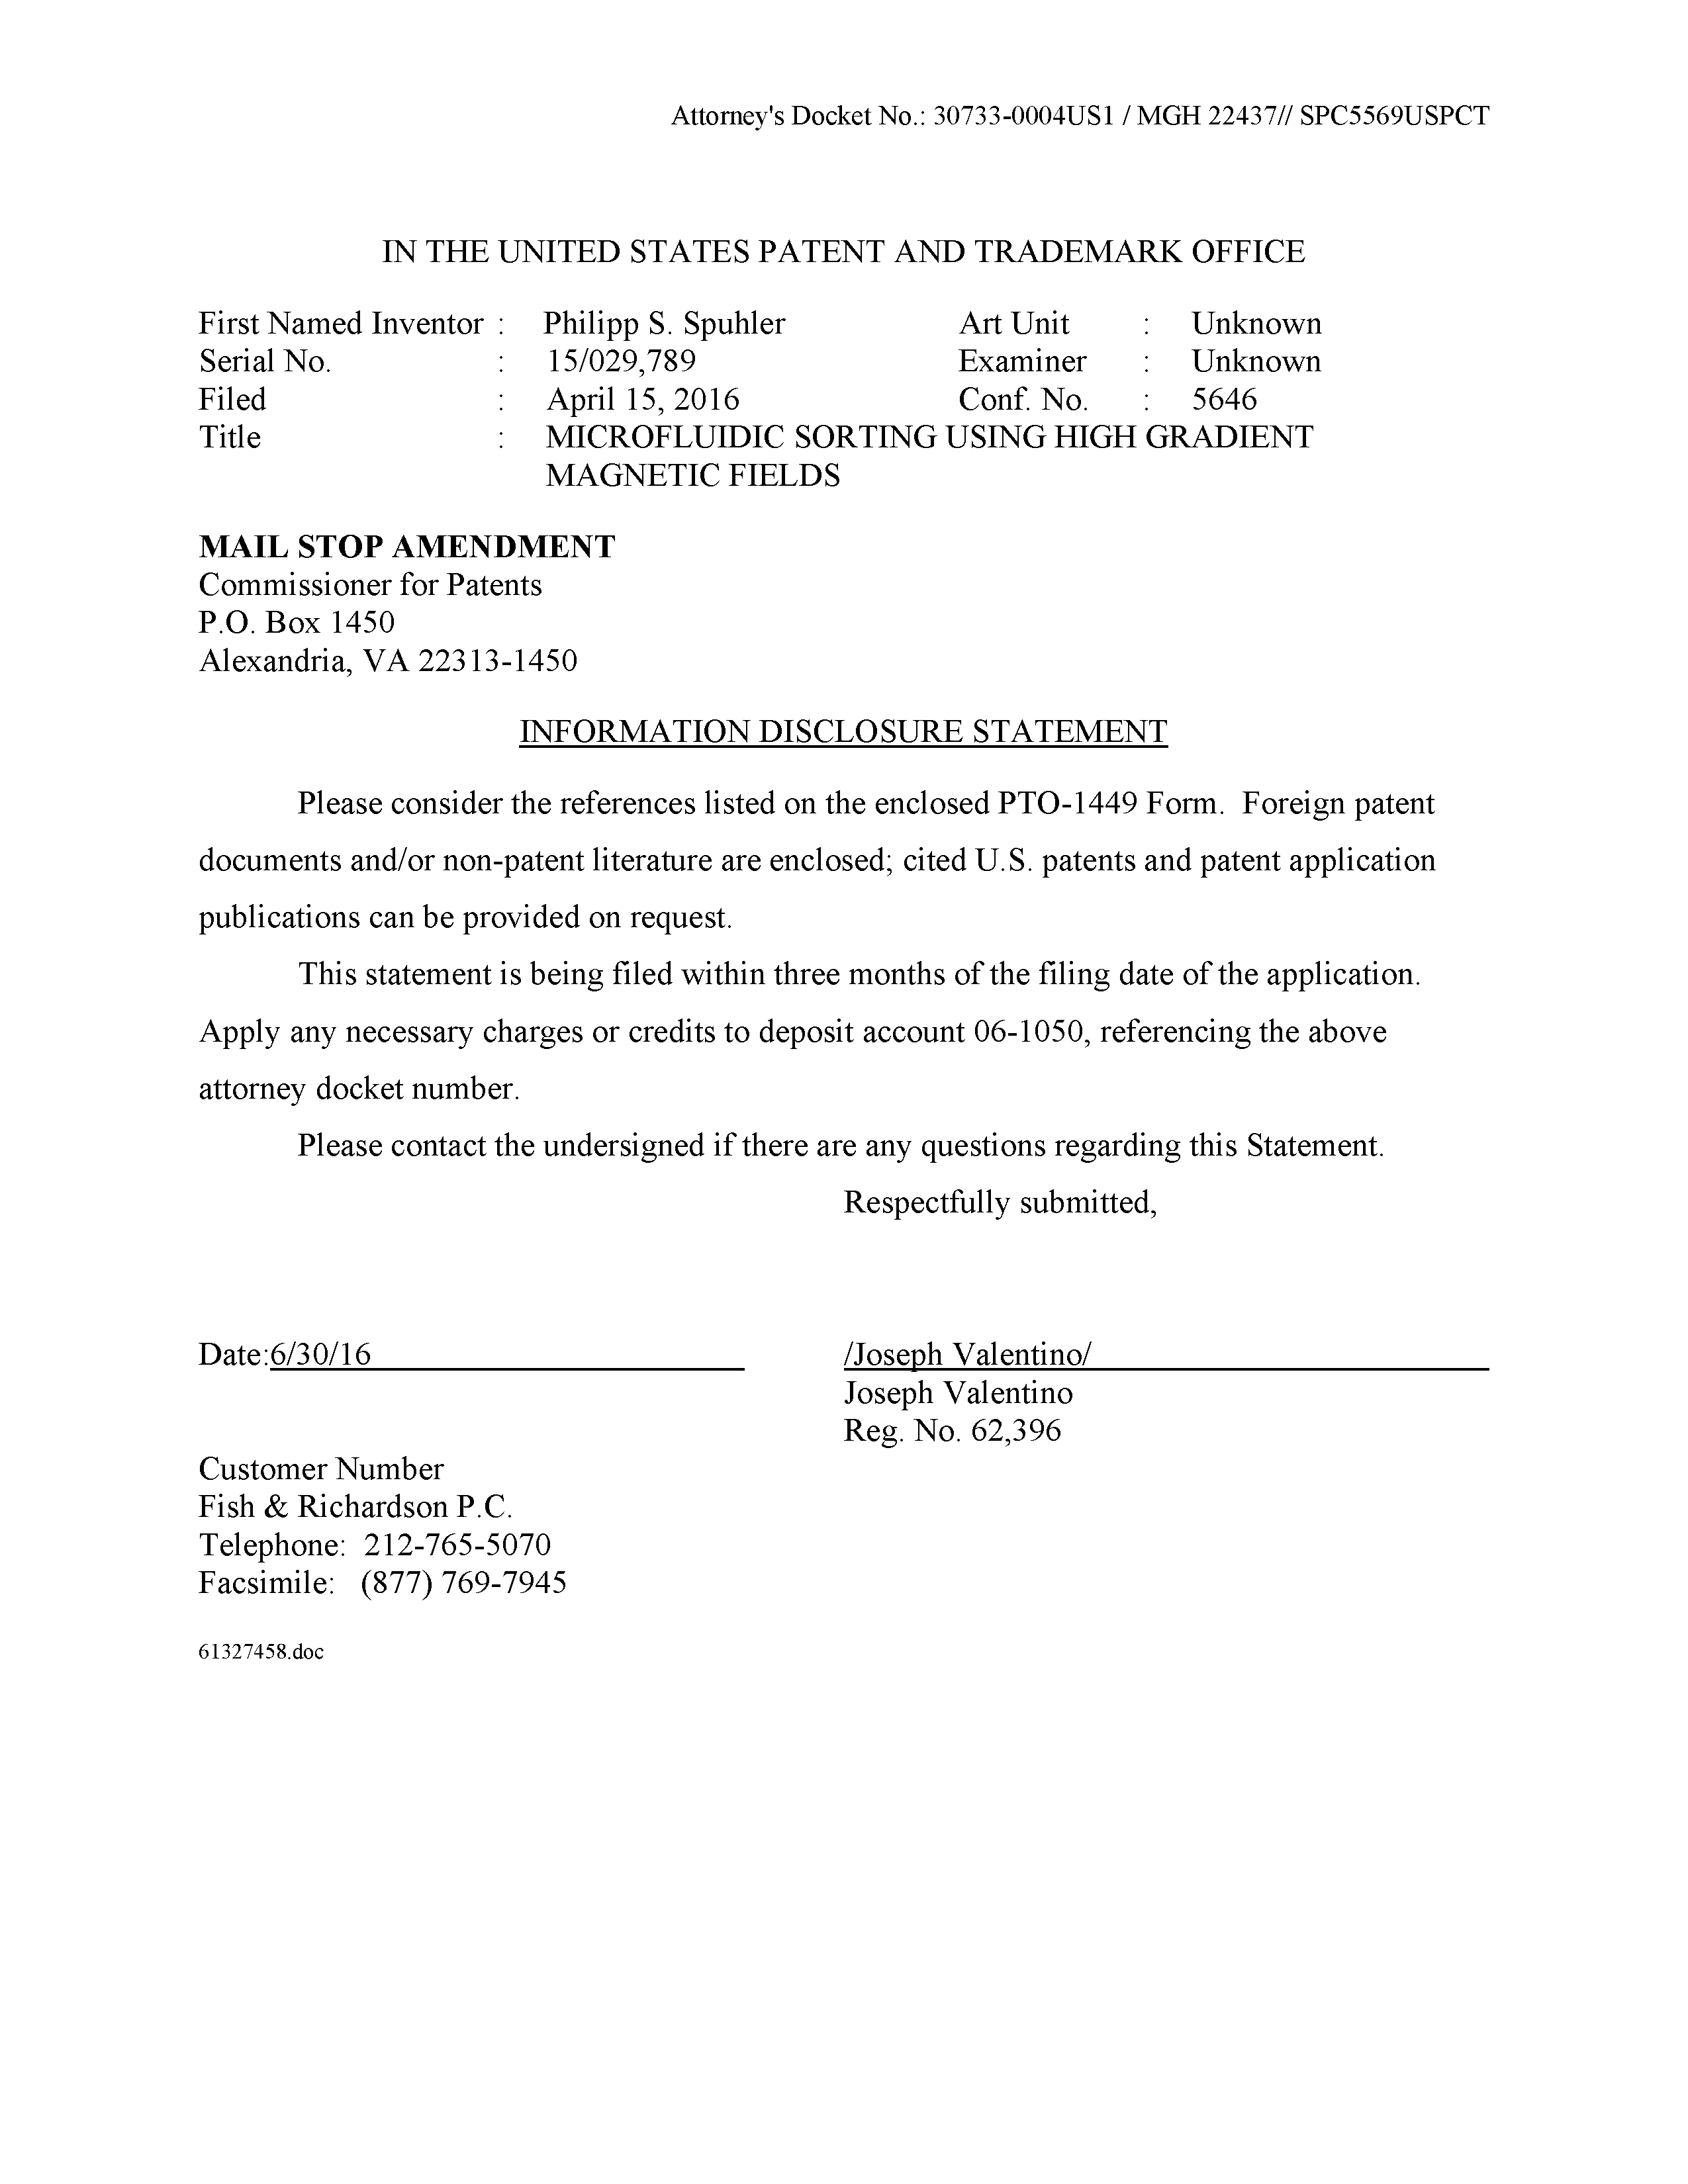 Attorney's Docket No.: 30733-0004US1 / MGH 22437// SPC5569USPCT
IN THE UNITED STATES PATENT AND TRADEMARK OFFICE
First Named Inventor : Philipp S. Spuhler Art Unit : Unknown
Serial No. : 15/029,789 Examiner : Unknown
Filed : April 15, 2016 Conf. No. : 5646
Title : MICROFLUIDIC SORTING USING HIGH GRADIENT
MAGNETIC FIELDS
MAIL STOP AMENDMENT
Commissioner for Patents
P.O. Box 1450
Alexandria, VA 22313-1450
INFORMATION DISCLOSURE STATEMENT
Please consider the references listed on the enclosed PTO-1449 Form. Foreign patent
documents and/or non-patent literature are enclosed; cited U.S. patents and patent application
publications can be provided on request.
This statement is being filed within three months of the filing date of the application.
Apply any necessary charges or credits to deposit account 06-1050, referencing the above
attorney docket number.
Please contact the undersigned if there are any questions regarding this Statement.
Respectfully submitted,
Date:6/30/16 /Joseph Valentino/
Joseph Valentino
Reg. No. 62,396
Customer Number
Fish & Richardson P.C.
Telephone: 212-765-5070
Facsimile: (877) 769-7945
61327458.doc